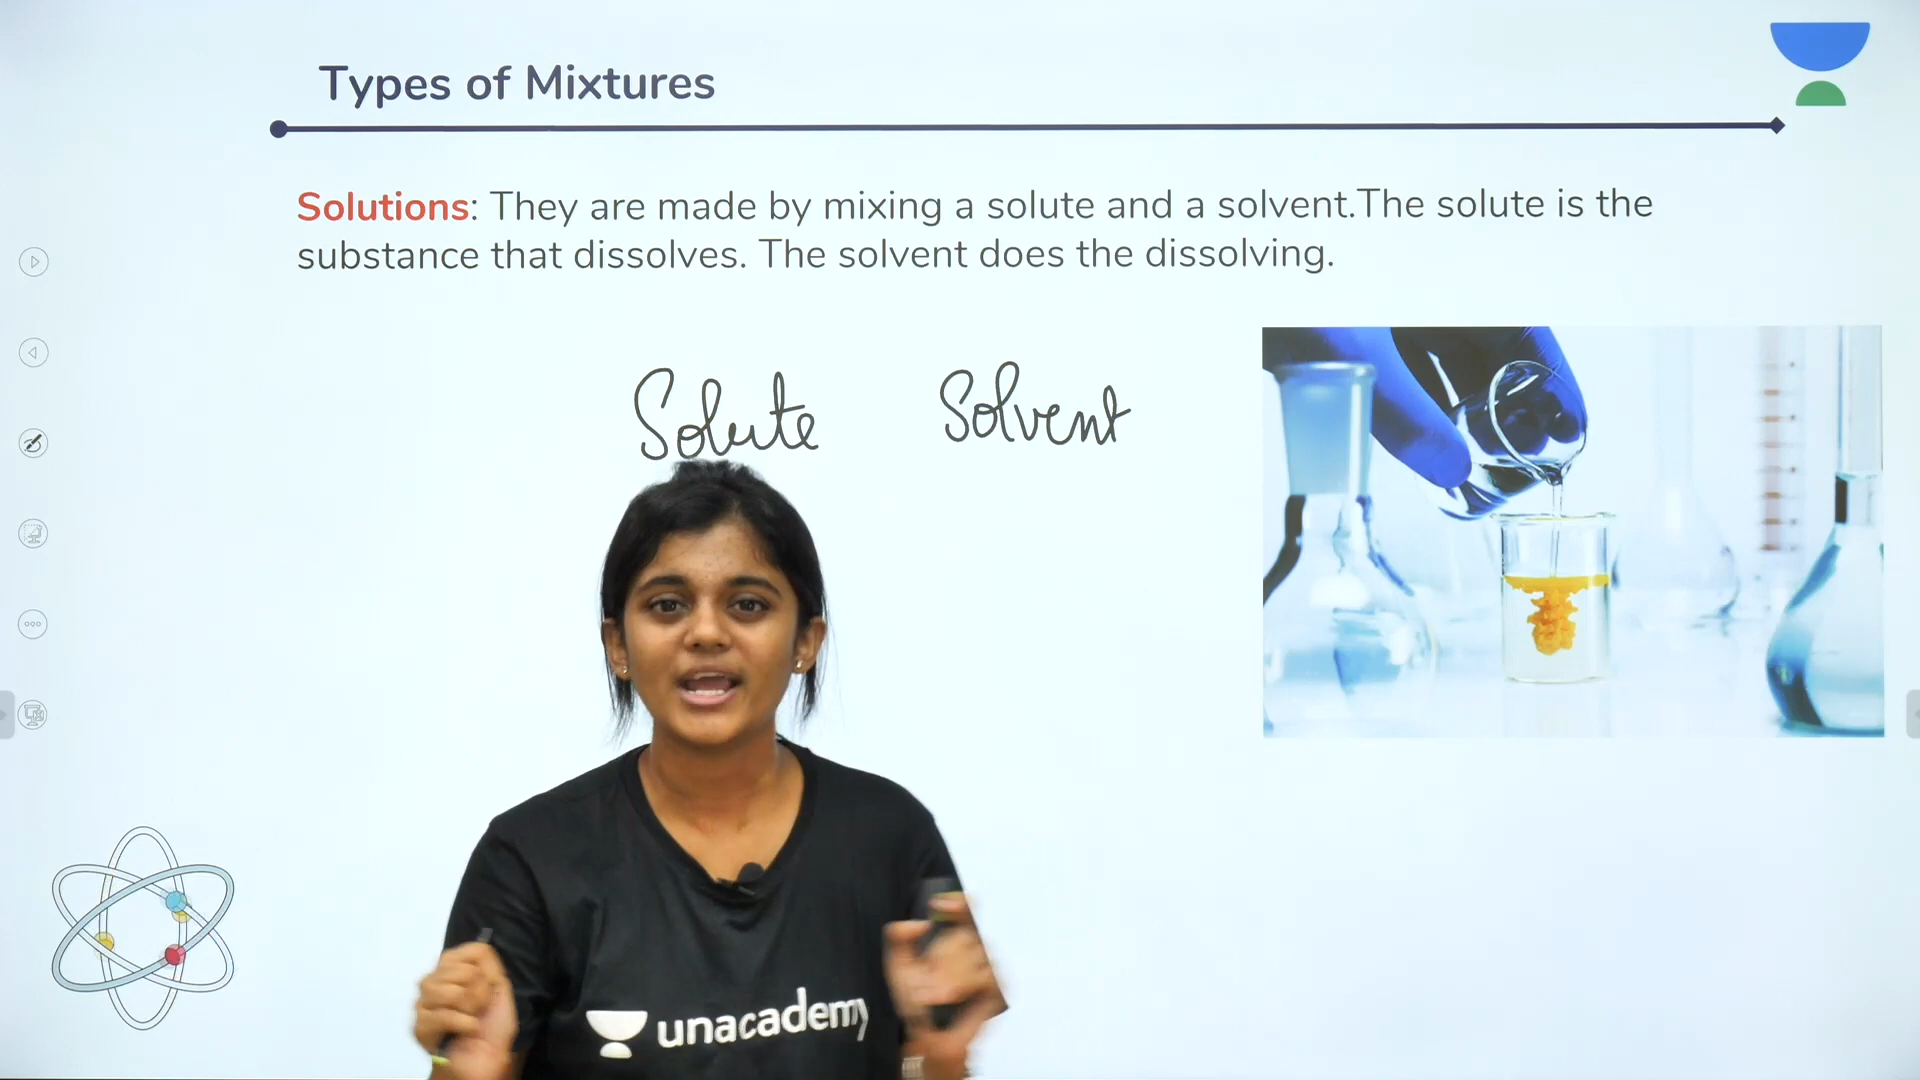 Types of Mixtures
Solutions: They are made by mixing a solute and a solvent.The solute is the
substance that dissolves. The solvent does the dissolving.
Solute Solvent
unacademy